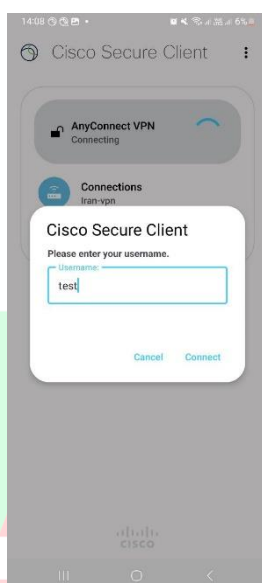 14:08
6%
Cisco Secure Client
AnyConnect VPN
Connecting
Connections
Iran-vpn
Cisco Secure Client
Please enter your username.
Username:
test
Cancel
Connect
CISCO